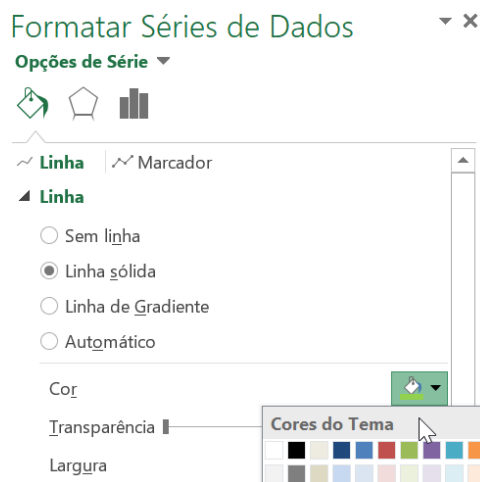 Formatar Séries de Dados
Opções de Série
Linha Marcador
Linha
Sem linha
Linha sólida
Linha de Gradiente
Automático
Cor
Transparência
Largura
Cores do Tema